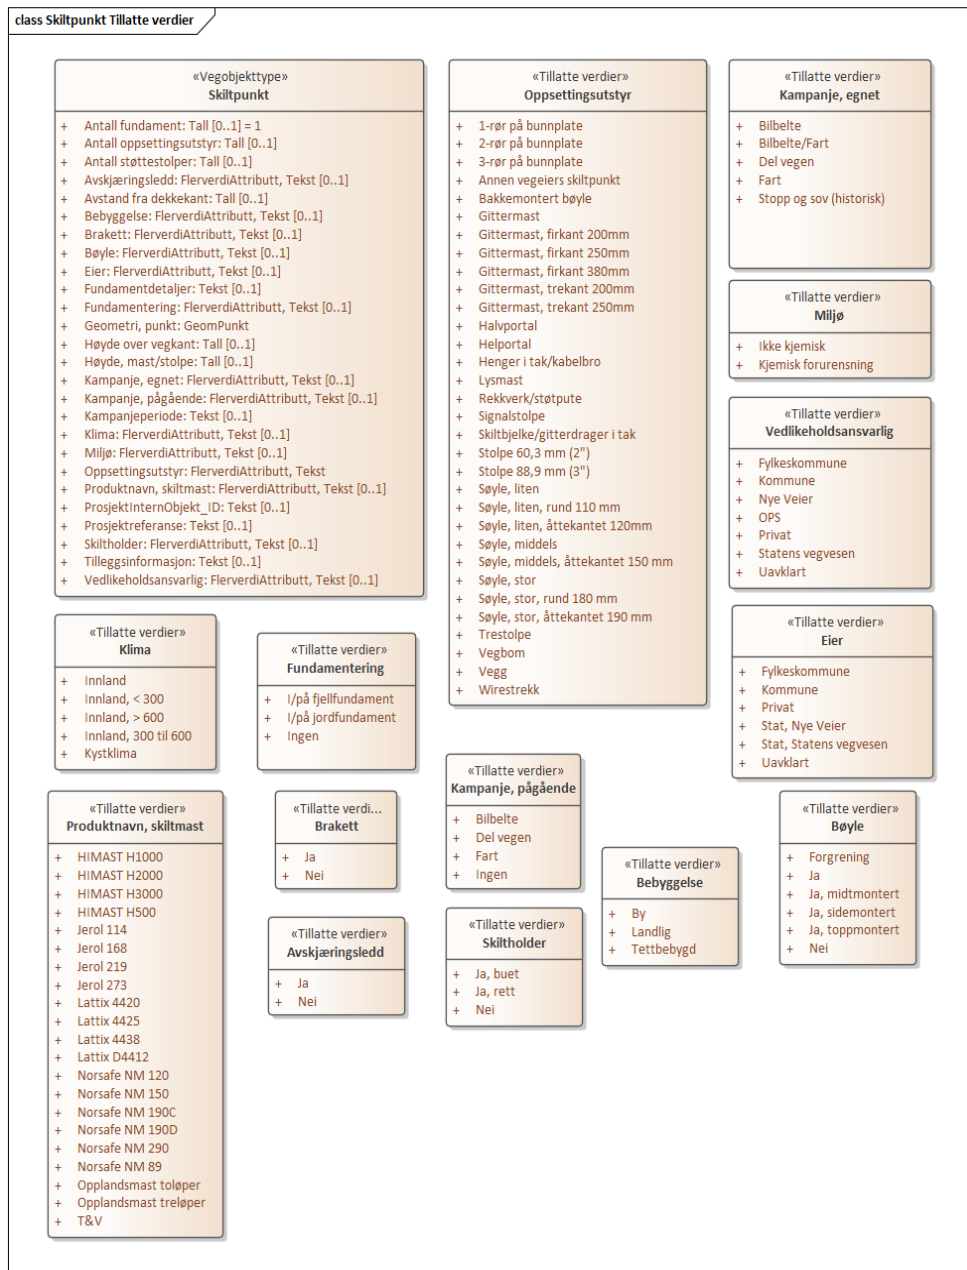 class Skiltpunkt Tillatte verdier
«Vegobjekttype»
Skiltpunkt
+ Antall fundament: Tall [0..1] = 1
+ Antall oppsettingsutstyr: Tall [0..1]
+ Antall støttestolper: Tall [0..1]
+ Avskjæringsledd: FlerverdiAttributt, Tekst [0..1]
+ Avstand fra dekkekant: Tall [0..1]
+ Bebyggelse: FlerverdiAttributt, Tekst [0..1]
+ Brakett: FlerverdiAttributt, Tekst [0..1]
+ Bøyle: FlerverdiAttributt, Tekst [0..1]
+ Eier: FlerverdiAttributt, Tekst [0..1]
+ Fundamentdetaljer: Tekst [0..1]
+ Fundamentering: FlerverdiAttributt, Tekst [0..1]
+ Geometri, punkt: GeomPunkt
+ Høyde over vegkant: Tall [0..1]
+ Høyde, mast/stolpe: Tall [0..1]
+ Kampanje, egnet: FlerverdiAttributt, Tekst [0..1]
+ Kampanje, pågående: FlerverdiAttributt, Tekst [0..1]
+ Kampanjeperiode: Tekst [0..1]
+ Klima: FlerverdiAttributt, Tekst [0..1]
+ Miljø: FlerverdiAttributt, Tekst [0..1]
+ Oppsettingsutstyr: FlerverdiAttributt, Tekst
+ Produktnavn, skiltmast: FlerverdiAttributt, Tekst [0..1]
+ ProsjektInternObjekt_ID: Tekst [0..1]
+ Prosjektreferanse: Tekst [0..1]
+ Skiltholder: FlerverdiAttributt, Tekst [0..1]
+ Tilleggsinformasjon: Tekst [0..1]
+ Vedlikeholdsansvarlig: FlerverdiAttributt, Tekst [0..1]
«Tillatte verdier»
Oppsettingsutstyr
+ 1-rør på bunnplate
+ 2-rør på bunnplate
+ 3-rør på bunnplate
+ Annen vegeiers skiltpunkt
+ Bakkemontert bøyle
+ Gittermast
+ Gittermast, firkant 200mm
+ Gittermast, firkant 250mm
+ Gittermast, firkant 380mm
+ Gittermast, trekant 200mm
+ Gittermast, trekant 250mm
+ Halvportal
+ Helportal
+ Henger i tak/kabelbro
+ Lysmast
+ Rekkverk/støtpute
+ Signalstolpe
+ Skiltbjelke/gitterdrager i tak
+ Stolpe 60,3 mm (2")
+ Stolpe 88,9 mm (3")
+ Søyle, liten
+ Søyle, liten, rund 110 mm
+ Søyle, liten, åttekantet 120mm
+ Søyle, middels
+ Søyle, middels, åttekantet 150 mm
+ Søyle, stor
+ Søyle, stor, rund 180 mm
+ Søyle, stor, åttekantet 190 mm
+ Trestolpe
+ Vegbom
+ Vegg
+ Wirestrekk
«Tillatte verdier»
Kampanje, egnet
+ Bilbelte
+ Bilbelte/Fart
+ Del vegen
+ Fart
+ Stopp og sov (historisk)
«Tillatte verdier»
Miljø
+ Ikke kjemisk
+ Kjemisk forurensning
«Tillatte verdier»
Vedlikeholdsansvarlig
+ Fylkeskommune
+ Kommune
+ Nye Veier
+ OPS
+ Privat
+ Statens vegvesen
+ Uavklart
«Tillatte verdier»
Eier
+ Fylkeskommune
+ Kommune
+ Privat
+ Stat, Nye Veier
+ Stat, Statens vegvesen
+ Uavklart
«Tillatte verdier»
Klima
+ Innland
+ Innland, < 300
+ Innland, > 600
+ Innland, 300 til 600
+ Kystklima
«Tillatte verdier»
Fundamentering
+ I/på fjellfundament
+ I/på jordfundament
+ Ingen
«Tillatte verdier»
Produktnavn, skiltmast
+ HIMAST H1000
+ HIMAST H2000
+ HIMAST H3000
+ HIMAST H500
+ Jerol 114
+ Jerol 168
+ Jerol 219
+ Jerol 273
+ Lattix 4420
+ Lattix 4425
+ Lattix 4438
+ Lattix D4412
+ Norsafe NM 120
+ Norsafe NM 150
+ Norsafe NM 190C
+ Norsafe NM 190D
+ Norsafe NM 290
+ Norsafe NM 89
+ Opplandsmast toløper
+ Opplandsmast treløper
+ T&V
«Tillatte verdi...
Brakett
+ Ja
+ Nei
«Tillatte verdier»
Avskjæringsledd
+ Ja
+ Nei
«Tillatte verdier»
Kampanje, pågående
+ Bilbelte
+ Del vegen
+ Fart
+ Ingen
«Tillatte verdier»
Skiltholder
+ Ja, buet
+ Ja, rett
+ Nei
«Tillatte verdier»
Bebyggelse
+ By
+ Landlig
+ Tettbebygd
«Tillatte verdier»
Bøyle
+ Forgrening
+ Ja
+ Ja, midtmontert
+ Ja, sidemontert
+ Ja, toppmontert
+ Nei